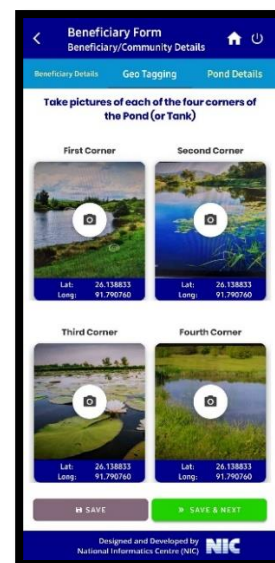 Beneficiary Form
Beneficiary/Community Details
Beneficiary Details Geo Tagging Pond Details
Take pictures of each of the four corners of
the Pond (or Tank)
First Corner Second Corner
Lat: 26.138833 Lat: 26.138833
Long: 91.790760 Long: 91.790760
Third Corner Fourth Corner
Lat: 26.138833 Lat: 26.138833
Long: 91.790760 Long: 91.790760
SAVE SAVE & NEXT
Designed and Developed by
National Informatics Centre (NIC) NIC